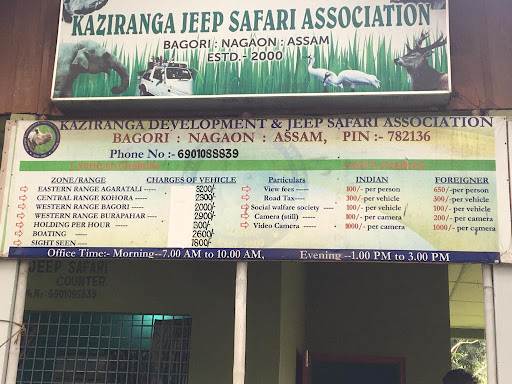 KAZIRANGA JEEP SAFARI ASSOCIATION
BAGORI : NAGAON : ASSAM
ESTD.- 2000
KAZIRANGA DEVELOPMENT & JEEP SAFARI ASSOCIATION
BAGORI : NAGAON : ASSAM, PIN :- 782136
Phone No :- 6901088839
ZONE/RANGE CHARGES OF VEHICLE Particulars INDIAN FOREIGNER
EASTERN RANGE AGARATALI ----- 3200/- View fees ----- 100/- per person 650/-per person
CENTRAL RANGE KOHORA ----- 2300/- Road Tax---- 300/-per vehicle 300/-per vehicle
WESTERN RANGE BAGORI ----- 2000/- Social welfare society ---- 100/-per vehicle 100/- per vehicle
WESTERN RANGE BURAPAHAR --- 2900/- Camera (still) ----- 100/- per camera 200/- per camera
HOLDING PER HOUR ----- Video Camera ----- 1000/- per camera 1000/-per camera
BOATING ----- 2600/-
SIGHT SEEN ----- 1800/-
Office Time:- Morning--7.00 AM to 10.00 AM, Evening --1.00 PM to 3.00 PM
JEEP SAFARI
COUNTER
Ph.No:-6901088839